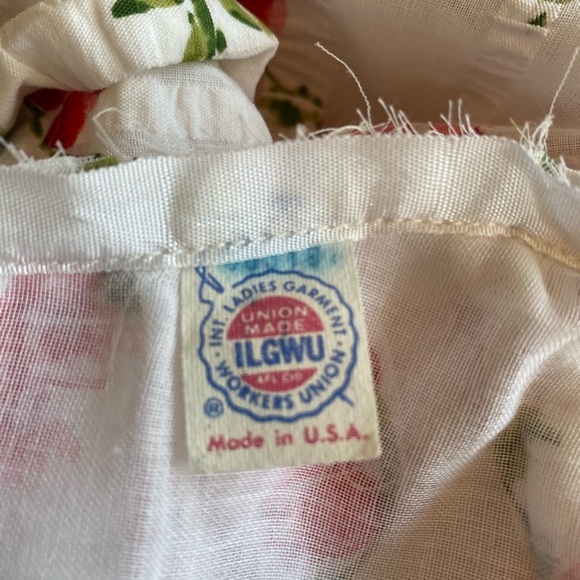 INT. LADIES GARMENT
UNION
MADE
ILGWU
AFL CIO
WORKERS UNION
®
Made in U.S.A.